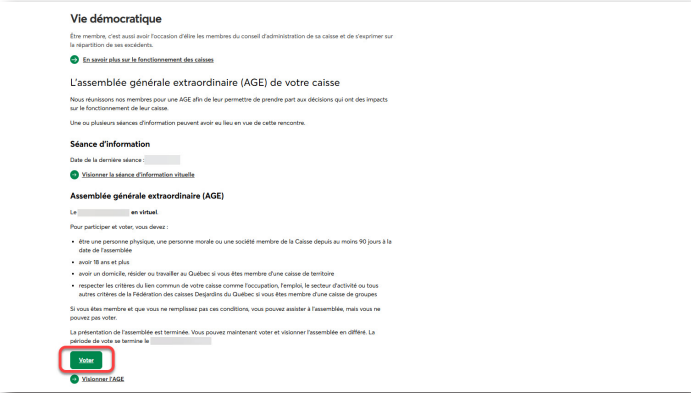 Vie démocratique
Être membre, c'est aussi avoir l'occasion d'élire les membres du conseil d'administration de sa caisse et de s'exprimer sur
la répartition de ses excédents.
En savoir plus sur le fonctionnement des caisses
L'assemblée générale extraordinaire (AGE) de votre caisse
Nous réunissons nos membres pour une AGE afin de leur permettre de prendre part aux décisions qui ont des impacts
sur le fonctionnement de leur caisse.
Une ou plusieurs séances d'information peuvent avoir eu lieu en vue de cette rencontre.
Séance d'information
Date de la dernière séance :
Visionner la séance d'information vituelle
Assemblée générale extraordinaire (AGE)
Le en virtuel.
Pour participer et voter, vous devez :
• être une personne physique, une personne morale ou une société membre de la Caisse depuis au moins 90 jours à la
date de l'assemblée
• avoir 18 ans et plus
• avoir un domicile, résider ou travailler au Québec si vous êtes membre d'une caisse de territoire
• respecter les critères du lien commun de votre caisse comme l'occupation, l'emploi, le secteur d'activité ou tous
autres critères de la Fédération des caisses Desjardins du Québec si vous êtes membre d'une caisse de groupes
Si vous êtes membre et que vous ne remplissez pas ces conditions, vous pouvez assister à l'assemblée, mais vous ne
pouvez pas voter.
La présentation de l'assemblée est terminée. Vous pouvez maintenant voter et visionner l'assemblée en différé. La
période de vote se termine le
Voter
Visionner l'AGE